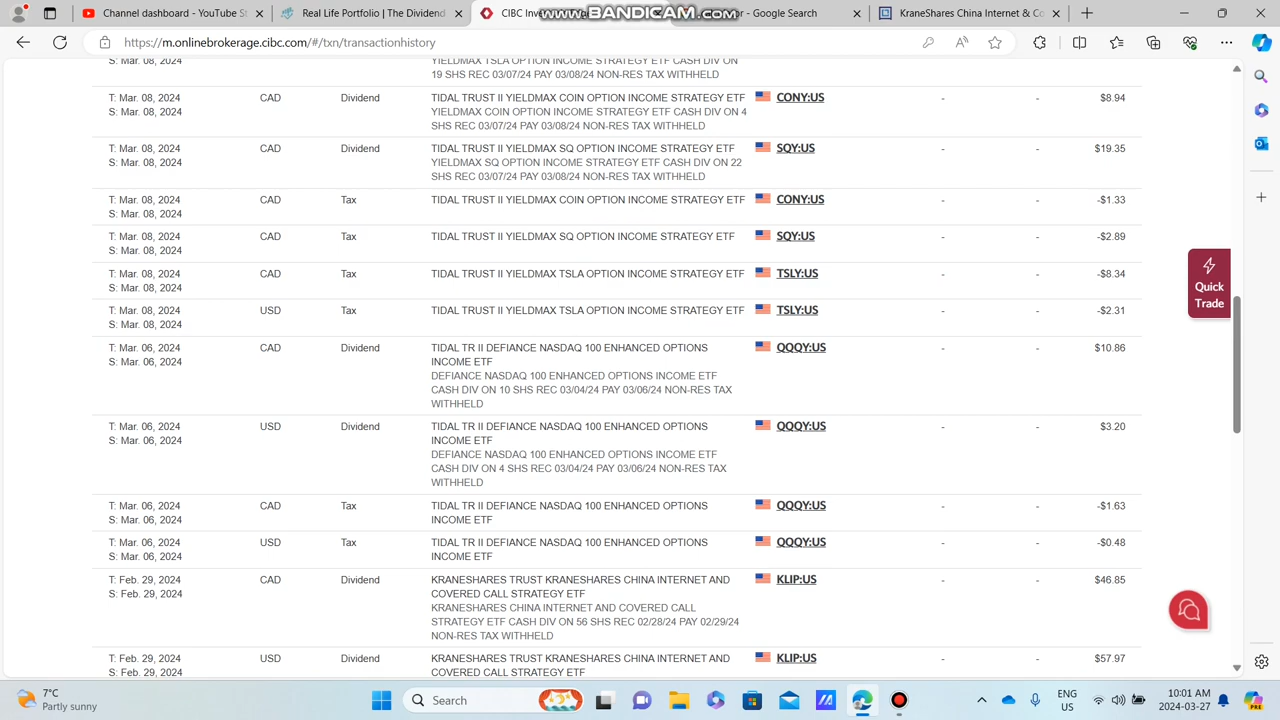 Channel dashboard - YouTube St
Real Life Portfolio | The Dividend
CIBC Inv
www.BANDICAM.com
r - Google Search
KraneShares China Internet & Co
https://m.onlinebrokerage.cibc.com/#/txn/transactionhistory
S: Mar. 08, 2024 YIELDMAX TSLA OPTION INCOME STRATEGY ETF CASH DIV ON
19 SHS REC 03/07/24 PAY 03/08/24 NON-RES TAX WITHHELD
T: Mar. 08, 2024 CAD Dividend TIDAL TRUST II YIELDMAX COIN OPTION INCOME STRATEGY ETF CONY:US - - $8.94
S: Mar. 08, 2024 YIELDMAX COIN OPTION INCOME STRATEGY ETF CASH DIV ON 4
SHS REC 03/07/24 PAY 03/08/24 NON-RES TAX WITHHELD
T: Mar. 08, 2024 CAD Dividend TIDAL TRUST II YIELDMAX SQ OPTION INCOME STRATEGY ETF SQY:US - - $19.35
S: Mar. 08, 2024 YIELDMAX SQ OPTION INCOME STRATEGY ETF CASH DIV ON 22
SHS REC 03/07/24 PAY 03/08/24 NON-RES TAX WITHHELD
T: Mar. 08, 2024 CAD Tax TIDAL TRUST II YIELDMAX COIN OPTION INCOME STRATEGY ETF CONY:US - - -$1.33
S: Mar. 08, 2024
T: Mar. 08, 2024 CAD Tax TIDAL TRUST II YIELDMAX SQ OPTION INCOME STRATEGY ETF SQY:US - - -$2.89
S: Mar. 08, 2024
T: Mar. 08, 2024 CAD Tax TIDAL TRUST II YIELDMAX TSLA OPTION INCOME STRATEGY ETF TSLY:US - - -$8.34
S: Mar. 08, 2024
T: Mar. 08, 2024 USD Tax TIDAL TRUST II YIELDMAX TSLA OPTION INCOME STRATEGY ETF TSLY:US - - -$2.31
S: Mar. 08, 2024
T: Mar. 06, 2024 CAD Dividend TIDAL TR II DEFIANCE NASDAQ 100 ENHANCED OPTIONS QQQY:US - - $10.86
S: Mar. 06, 2024 INCOME ETF
DEFIANCE NASDAQ 100 ENHANCED OPTIONS INCOME ETF
CASH DIV ON 10 SHS REC 03/04/24 PAY 03/06/24 NON-RES TAX
WITHHELD
T: Mar. 06, 2024 USD Dividend TIDAL TR II DEFIANCE NASDAQ 100 ENHANCED OPTIONS QQQY:US - - $3.20
S: Mar. 06, 2024 INCOME ETF
DEFIANCE NASDAQ 100 ENHANCED OPTIONS INCOME ETF
CASH DIV ON 4 SHS REC 03/04/24 PAY 03/06/24 NON-RES TAX
WITHHELD
T: Mar. 06, 2024 CAD Tax TIDAL TR II DEFIANCE NASDAQ 100 ENHANCED OPTIONS QQQY:US - - -$1.63
S: Mar. 06, 2024 INCOME ETF
T: Mar. 06, 2024 USD Tax TIDAL TR II DEFIANCE NASDAQ 100 ENHANCED OPTIONS QQQY:US - - -$0.48
S: Mar. 06, 2024 INCOME ETF
T: Feb. 29, 2024 CAD Dividend KRANESHARES TRUST KRANESHARES CHINA INTERNET AND KLIP:US - - $46.85
S: Feb. 29, 2024 COVERED CALL STRATEGY ETF
KRANESHARES CHINA INTERNET AND COVERED CALL
STRATEGY ETF CASH DIV ON 56 SHS REC 02/28/24 PAY 02/29/24
NON-RES TAX WITHHELD
T: Feb. 29, 2024 USD Dividend KRANESHARES TRUST KRANESHARES CHINA INTERNET AND KLIP:US - - $57.97
S: Feb. 29, 2024 COVERED CALL STRATEGY ETF
Quick
Trade
7°C
Partly sunny
Search
ENG
US
10:01 AM
2024-03-27
PRE